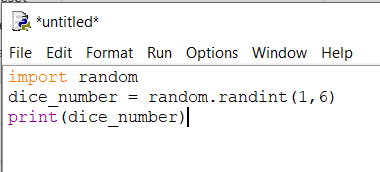 *untitled*
File Edit Format Run Options Window Help
import random
dice_number = random.randint(1,6)
print(dice_number)